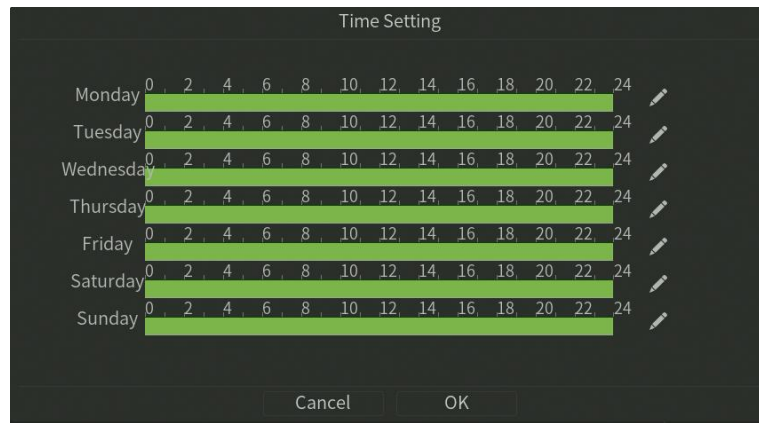 Time Setting
Monday 0 2 4 6 8 10 12 14 16 18 20 22 24
Tuesday 0 2 4 6 8 10 12 14 16 18 20 22 24
Wednesday 0 2 4 6 8 10 12 14 16 18 20 22 24
Thursday 0 2 4 6 8 10 12 14 16 18 20 22 24
Friday 0 2 4 6 8 10 12 14 16 18 20 22 24
Saturday 0 2 4 6 8 10 12 14 16 18 20 22 24
Sunday 0 2 4 6 8 10 12 14 16 18 20 22 24
Cancel OK